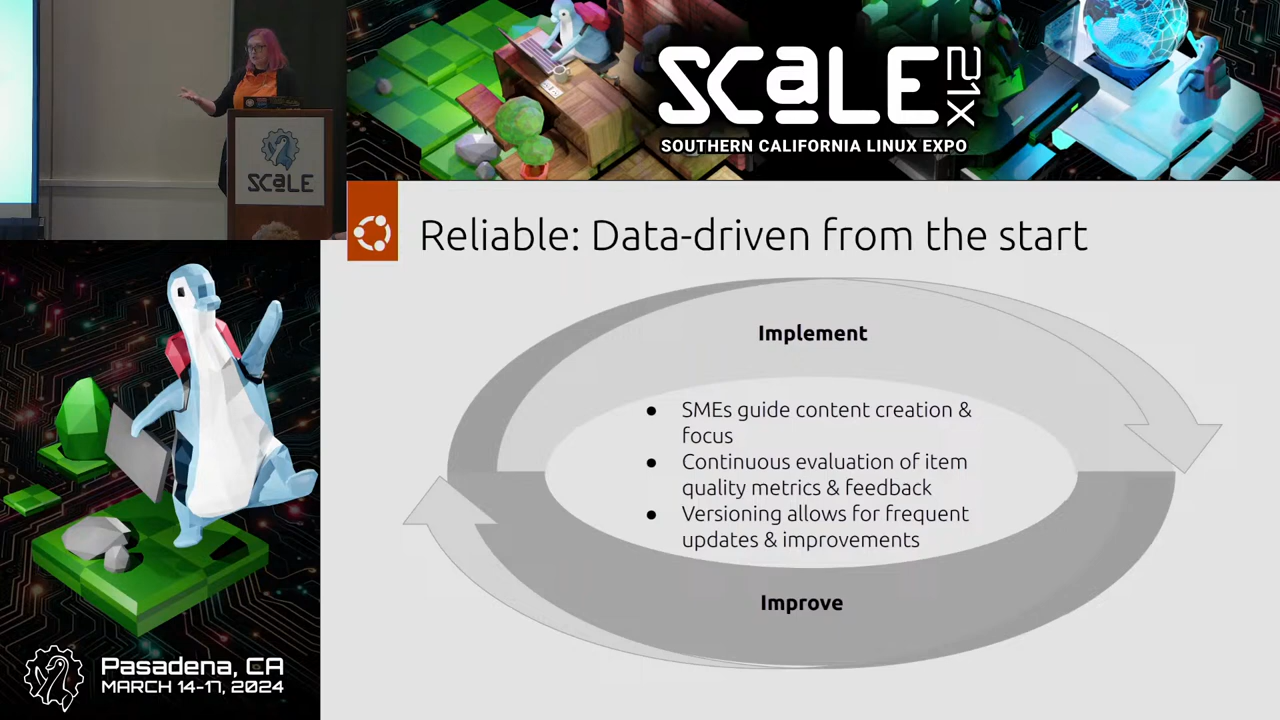 SCaLE 21X
SOUTHERN CALIFORNIA LINUX EXPO
SCaLE
Reliable: Data-driven from the start
Implement
● SMEs guide content creation &
focus
● Continuous evaluation of item
quality metrics & feedback
● Versioning allows for frequent
updates & improvements
Improve
Pasadena, CA
MARCH 14-17, 2024